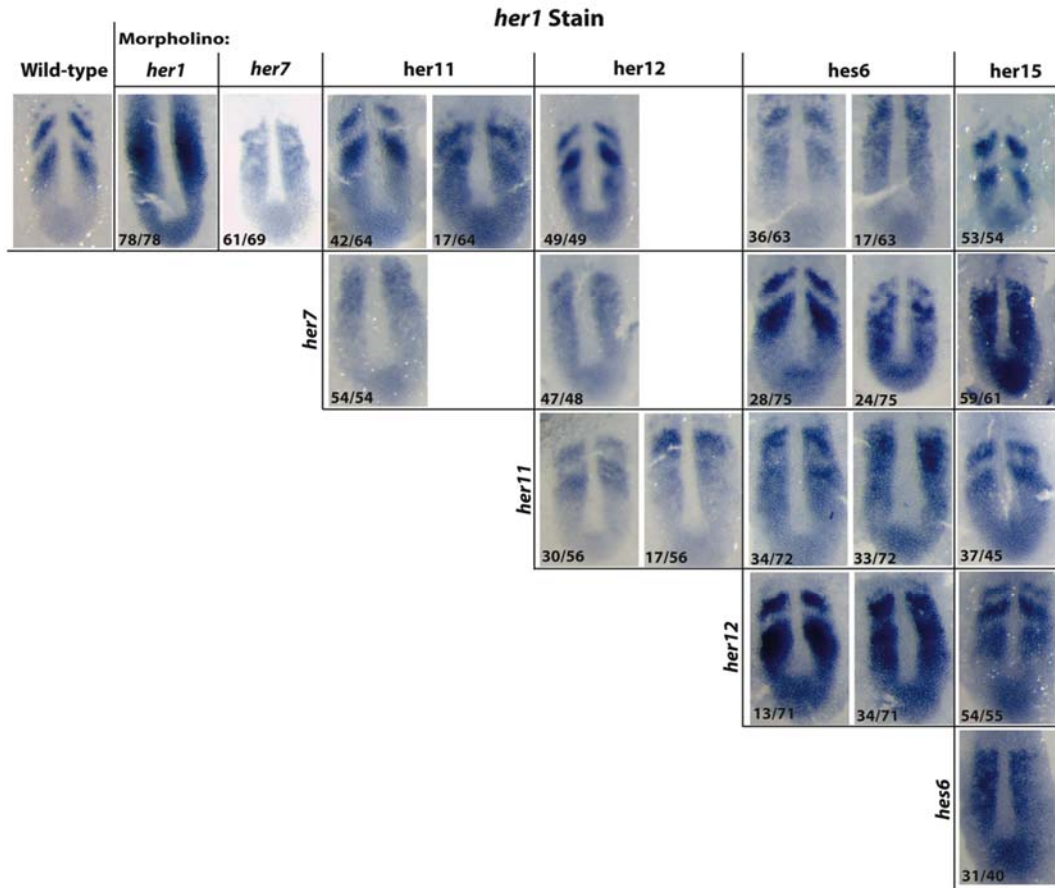 her1 Stain
Morpholino:
Wild-type her1 her7 her11 her12 hes6 her15
78/78 61/69 42/64 17/64 49/49 36/63 17/63 53/54
her7
54/54 47/48 28/75 24/75 59/61
her11
30/56 17/56 34/72 33/72 37/45
her12
13/71 34/71 54/55
hes6
31/40